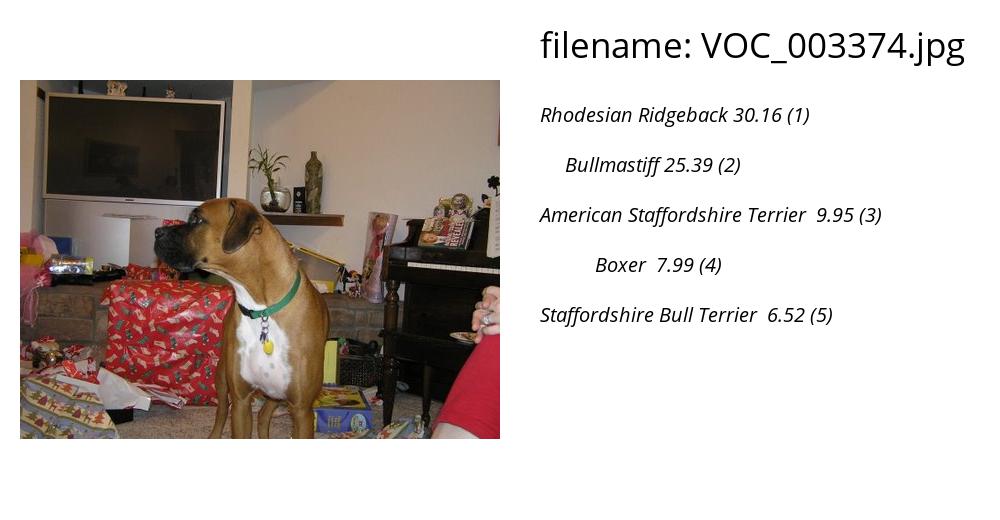 filename: VOC_003374.jpg
Rhodesian Ridgeback 30.16 (1)
Bullmastiff 25.39 (2)
American Staffordshire Terrier 9.95 (3)
Boxer 7.99 (4)
Staffordshire Bull Terrier 6.52 (5)